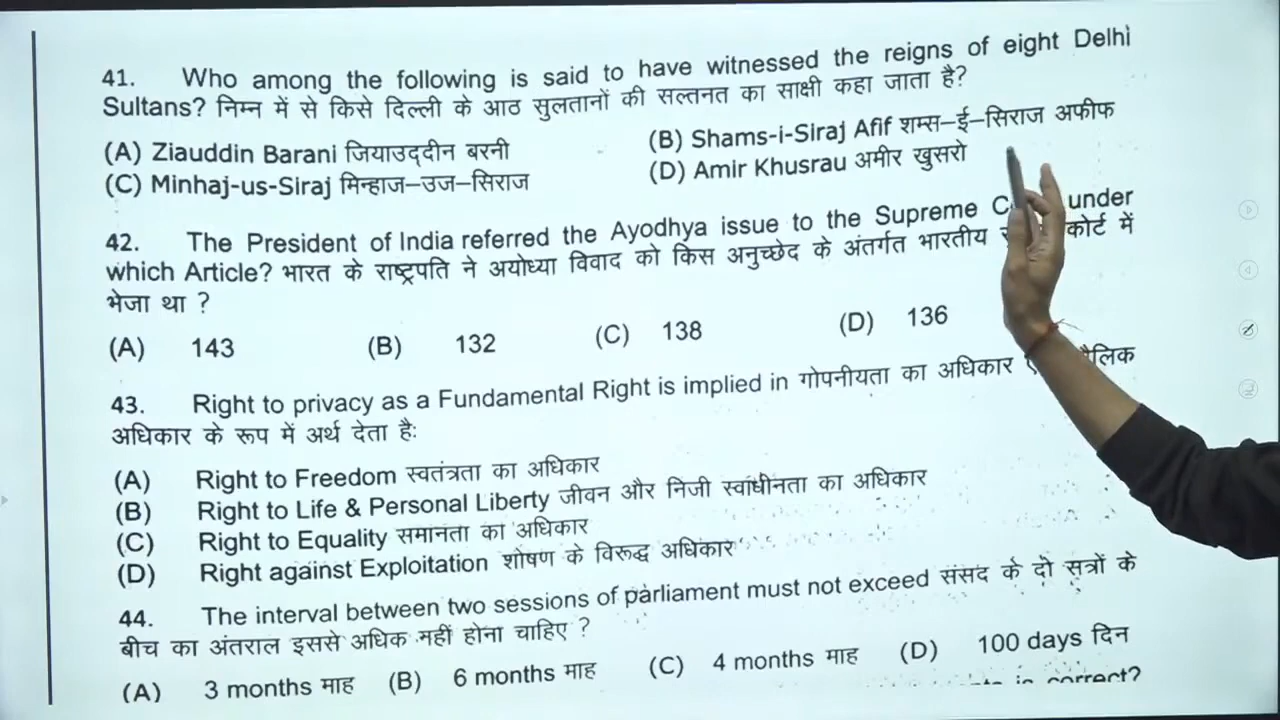 41. Who among the following is said to have witnessed the reigns of eight Delhi
Sultans? निम्न में से किसे दिल्ली के आठ सुलतानों की सल्तनत का साक्षी कहा जाता है?
(A) Ziauddin Barani जियाउद्दीन बरनी (B) Shams-i-Siraj Afif शम्स–ई–सिराज अफीफ
(C) Minhaj-us-Siraj मिन्हाज–उज–सिराज (D) Amir Khusrau अमीर खुसरो
42. The President of India referred the Ayodhya issue to the Supreme under
which Article? भारत के राष्ट्रपति ने अयोध्या विवाद को किस अनुच्छेद के अंतर्गत भारतीय कोर्ट में
भेजा था ?
(A) 143 (B) 132 (C) 138 (D) 136
43. Right to privacy as a Fundamental Right is implied in गोपनीयता का अधिकार
अधिकार के रूप में अर्थ देता हैः
(A) Right to Freedom स्वतंत्रता का अधिकार
(B) Right to Life & Personal Liberty जीवन और निजी स्वाधीनता का अधिकार
(C) Right to Equality समानता का अधिकार
(D) Right against Exploitation शोषण के विरूद्ध अधिकार
44. The interval between two sessions of parliament must not exceed संसद के दो सत्रों के
बीच का अंतराल इससे अधिक नहीं होना चाहिए ?
(A) 3 months माह (B) 6 months माह (C) 4 months माह (D) 100 days दिन
is correct?